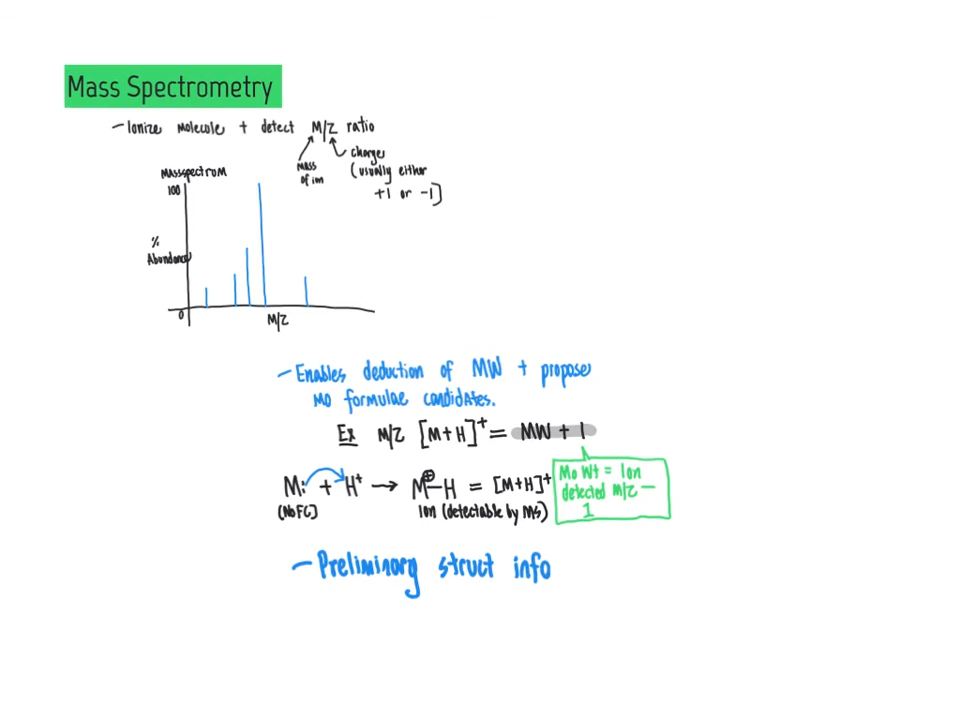 Mass Spectrometry
- Ionize Molecule + detect M/Z ratio
Mass of ion
charge (usually either +1 or -1]
Mass spectrum
100
% Abundance
0
M/Z
- Enables deduction of MW + propose
Mo formulae candidates.
Ex M/Z [M+H]⁺ = MW + 1
M: + H⁺ → M⊕-H = [M+H]⁺
(No FC] Ion (detectable by MS)
Mo Wt = Ion
detected M/Z -
1
- Preliminary struct info